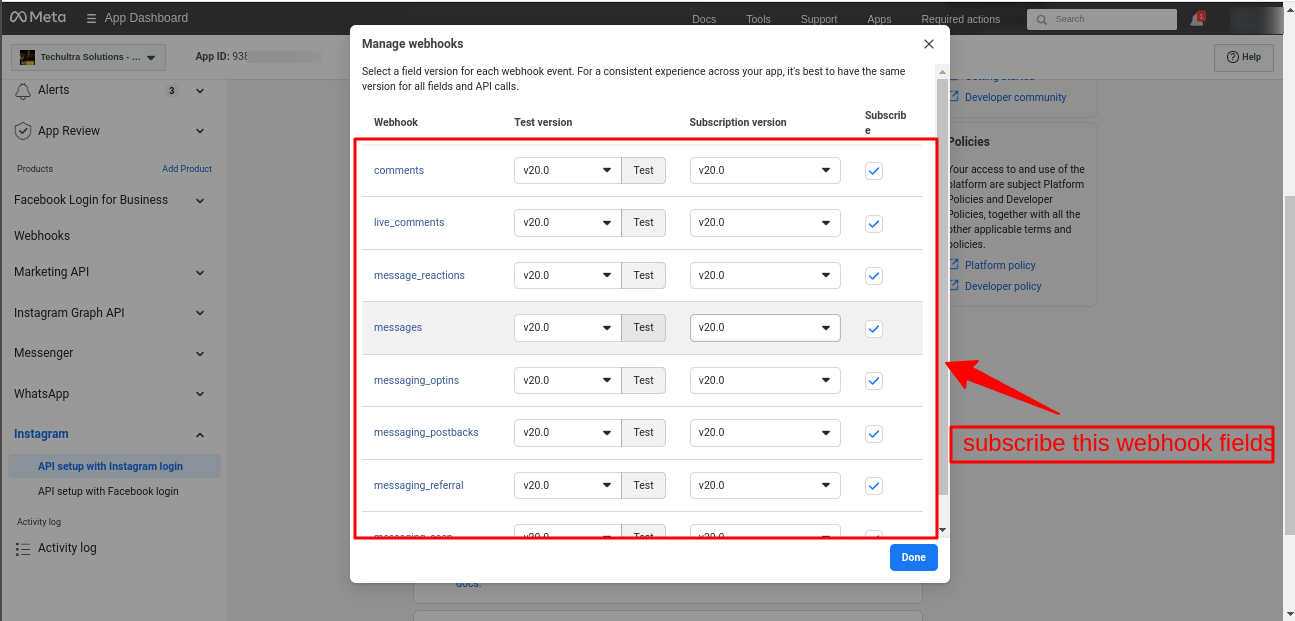 Meta
App Dashboard
Docs
Tools
Support
Apps
Required actions
Search
1
Techultra Solutions - ...
App ID: 938
Help
Alerts
3
App Review
Products
Add Product
Facebook Login for Business
Webhooks
Marketing API
Instagram Graph API
Messenger
WhatsApp
Instagram
API setup with Instagram login
API setup with Facebook login
Activity log
Activity log
Manage webhooks
Select a field version for each webhook event. For a consistent experience across your app, it's best to have the same
version for all fields and API calls.
Webhook
Test version
Subscription version
Subscrib
e
comments
v20.0
Test
v20.0
live_comments
v20.0
Test
v20.0
message_reactions
v20.0
Test
v20.0
messages
v20.0
Test
v20.0
messaging_optins
v20.0
Test
v20.0
messaging_postbacks
v20.0
Test
v20.0
messaging_referral
v20.0
Test
v20.0
messaging_seen
v20.0
Test
v20.0
Done
docs.
Developer community
Policies
Your access to and use of the
platform are subject Platform
Policies and Developer
Policies, together with all the
other applicable terms and
policies.
Platform policy
Developer policy
subscribe this webhook fields